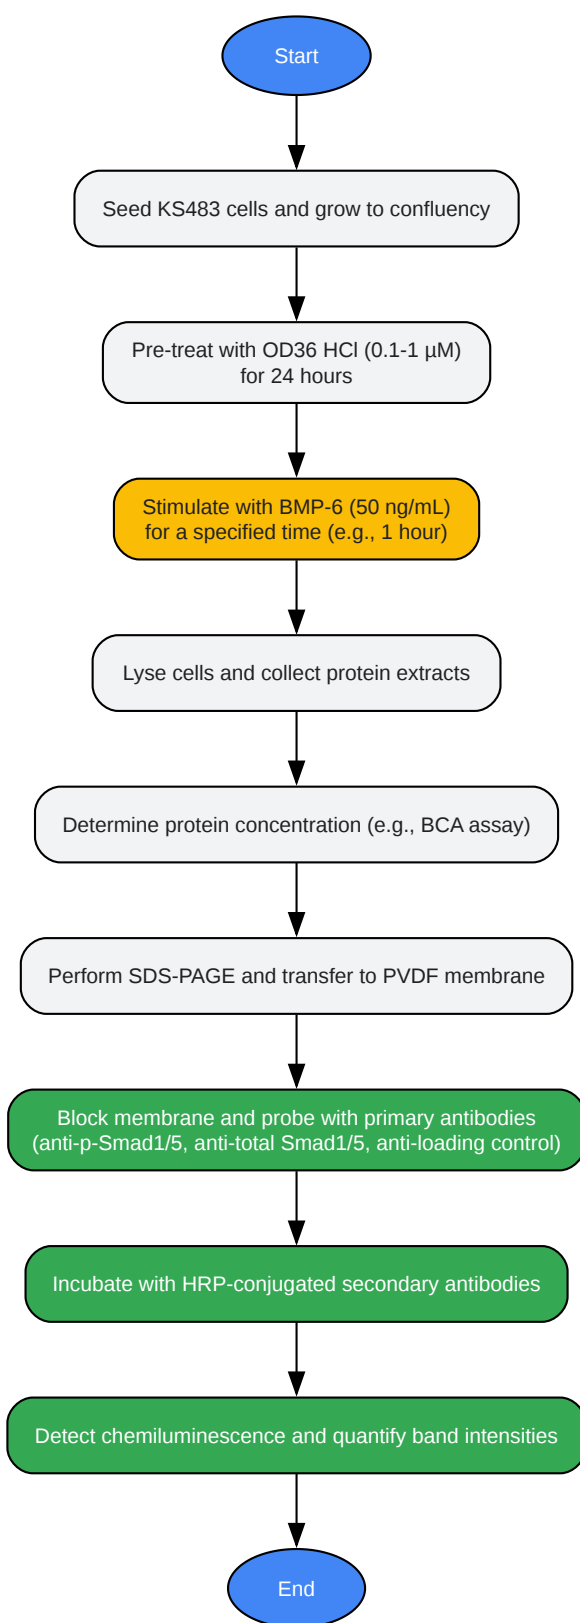 Start
Seed KS483 cells and grow to confluency
Pre-treat with OD36 HCl (0.1-1 µM)
for 24 hours
Stimulate with BMP-6 (50 ng/mL)
for a specified time (e.g., 1 hour)
Lyse cells and collect protein extracts
Determine protein concentration (e.g., BCA assay)
Perform SDS-PAGE and transfer to PVDF membrane
Block membrane and probe with primary antibodies
(anti-p-Smad1/5, anti-total Smad1/5, anti-loading control)
Incubate with HRP-conjugated secondary antibodies
Detect chemiluminescence and quantify band intensities
End